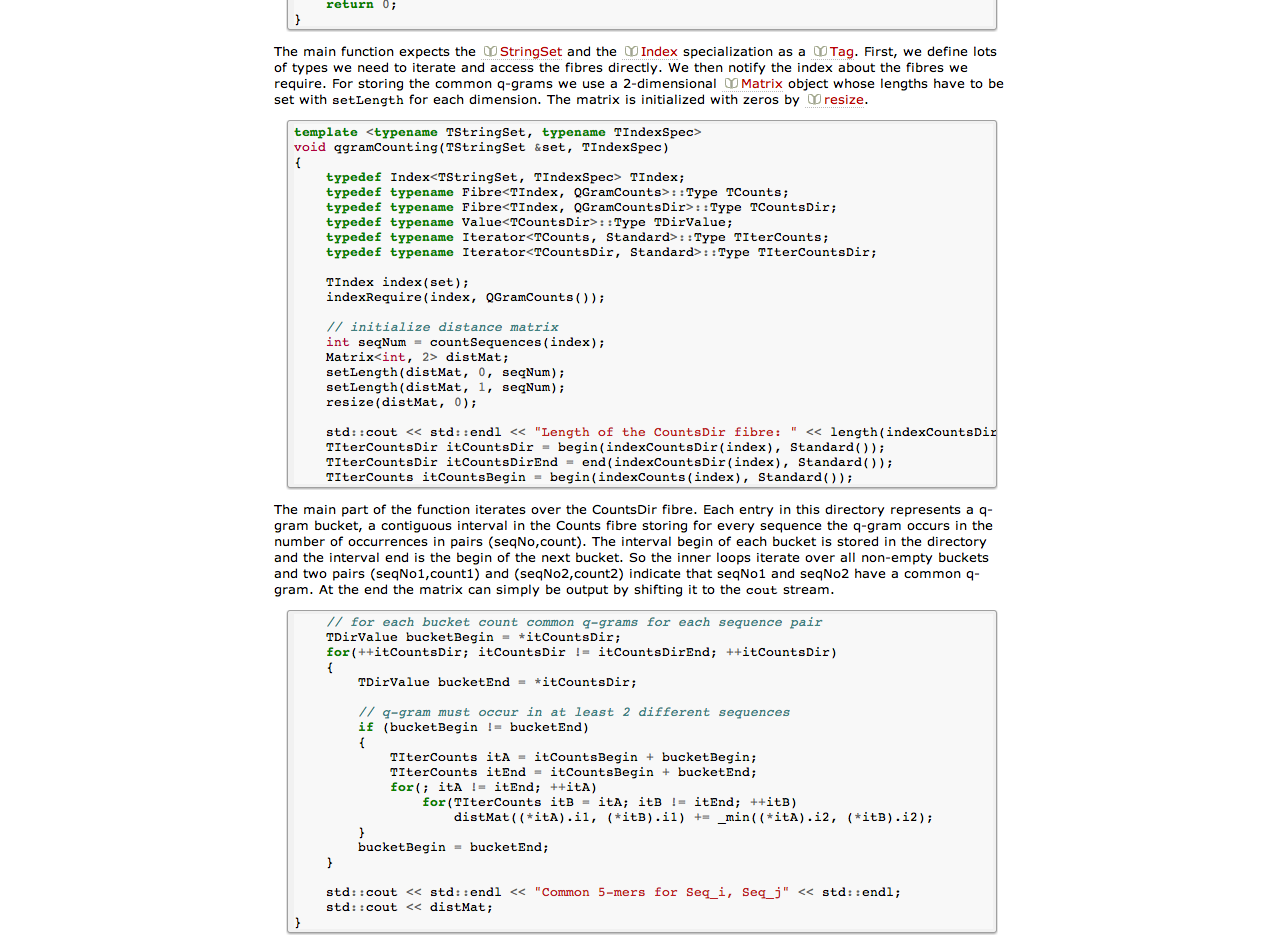 return 0;
}
The main function expects the StringSet and the Index specialization as a Tag. First, we define lots
of types we need to iterate and access the fibres directly. We then notify the index about the fibres we
require. For storing the common q-grams we use a 2-dimensional Matrix object whose lengths have to be
set with setLength for each dimension. The matrix is initialized with zeros by resize.
template <typename TStringSet, typename TIndexSpec>
void qgramCounting(TStringSet &set, TIndexSpec)
{
    typedef Index<TStringSet, TIndexSpec> TIndex;
    typedef typename Fibre<TIndex, QGramCounts>::Type TCounts;
    typedef typename Fibre<TIndex, QGramCountsDir>::Type TCountsDir;
    typedef typename Value<TCountsDir>::Type TDirValue;
    typedef typename Iterator<TCounts, Standard>::Type TIterCounts;
    typedef typename Iterator<TCountsDir, Standard>::Type TIterCountsDir;
    TIndex index(set);
    indexRequire(index, QGramCounts());
    // initialize distance matrix
    int seqNum = countSequences(index);
    Matrix<int, 2> distMat;
    setLength(distMat, 0, seqNum);
    setLength(distMat, 1, seqNum);
    resize(distMat, 0);
    std::cout << std::endl << "Length of the CountsDir fibre: " << length(indexCountsDir
    TIterCountsDir itCountsDir = begin(indexCountsDir(index), Standard());
    TIterCountsDir itCountsDirEnd = end(indexCountsDir(index), Standard());
    TIterCounts itCountsBegin = begin(indexCounts(index), Standard());
The main part of the function iterates over the CountsDir fibre. Each entry in this directory represents a q-
gram bucket, a contiguous interval in the Counts fibre storing for every sequence the q-gram occurs in the
number of occurrences in pairs (seqNo,count). The interval begin of each bucket is stored in the directory
and the interval end is the begin of the next bucket. So the inner loops iterate over all non-empty buckets
and two pairs (seqNo1,count1) and (seqNo2,count2) indicate that seqNo1 and seqNo2 have a common q-
gram. At the end the matrix can simply be output by shifting it to the cout stream.
    // for each bucket count common q-grams for each sequence pair
    TDirValue bucketBegin = *itCountsDir;
    for(++itCountsDir; itCountsDir != itCountsDirEnd; ++itCountsDir)
    {
        TDirValue bucketEnd = *itCountsDir;
        // q-gram must occur in at least 2 different sequences
        if (bucketBegin != bucketEnd)
        {
            TIterCounts itA = itCountsBegin + bucketBegin;
            TIterCounts itEnd = itCountsBegin + bucketEnd;
            for(; itA != itEnd; ++itA)
                for(TIterCounts itB = itA; itB != itEnd; ++itB)
                    distMat((*itA).i1, (*itB).i1) += _min((*itA).i2, (*itB).i2);
        }
        bucketBegin = bucketEnd;
    }
    std::cout << std::endl << "Common 5-mers for Seq_i, Seq_j" << std::endl;
    std::cout << distMat;
}